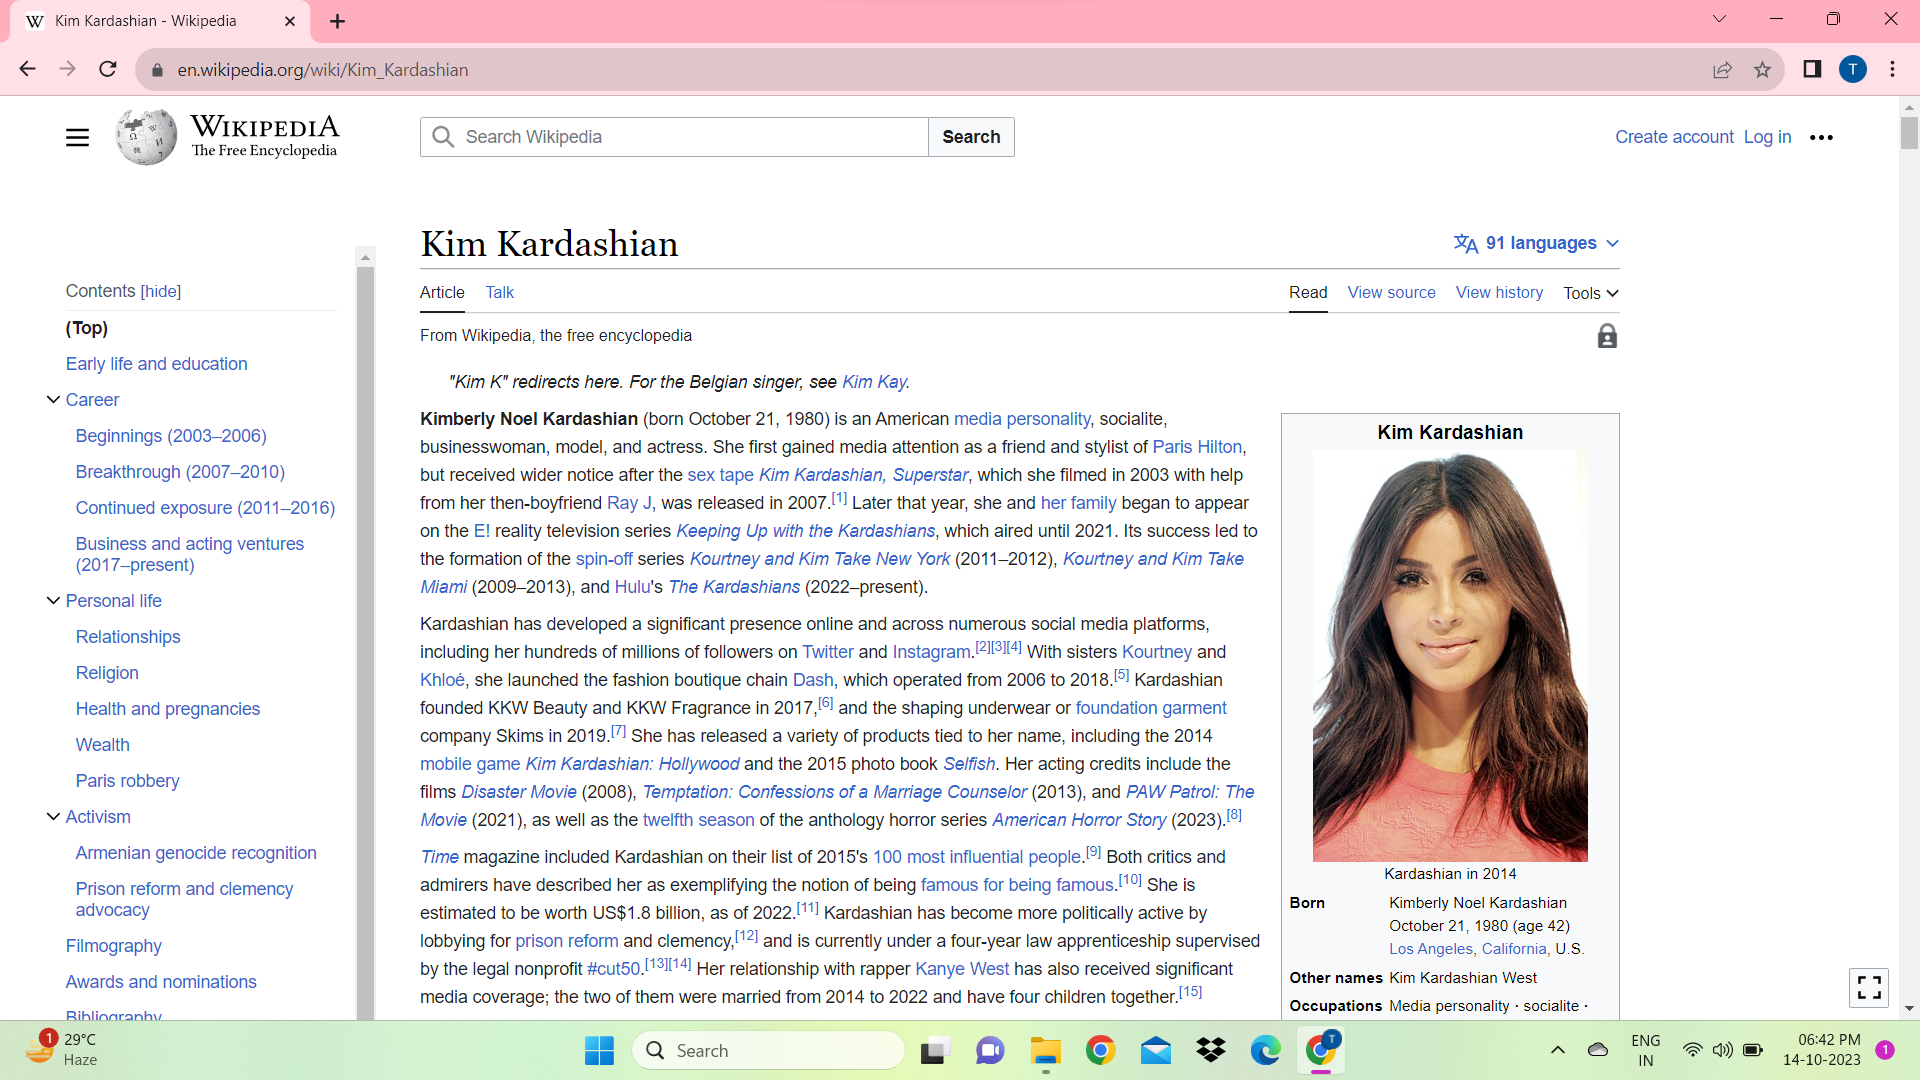 Kim Kardashian - Wikipedia
en.wikipedia.org/wiki/Kim_Kardashian
T
WIKIPEDIA
The Free Encyclopedia
Search Wikipedia
Search
Create account Log in
Kim Kardashian
91 languages
Article Talk
Read View source View history Tools
From Wikipedia, the free encyclopedia
Contents [hide]
(Top)
Early life and education
Career
Beginnings (2003–2006)
Breakthrough (2007–2010)
Continued exposure (2011–2016)
Business and acting ventures
(2017–present)
Personal life
Relationships
Religion
Health and pregnancies
Wealth
Paris robbery
Activism
Armenian genocide recognition
Prison reform and clemency
advocacy
Filmography
Awards and nominations
Bibliography
"Kim K" redirects here. For the Belgian singer, see Kim Kay.
Kimberly Noel Kardashian (born October 21, 1980) is an American media personality, socialite,
businesswoman, model, and actress. She first gained media attention as a friend and stylist of Paris Hilton,
but received wider notice after the sex tape Kim Kardashian, Superstar, which she filmed in 2003 with help
from her then-boyfriend Ray J, was released in 2007.[1] Later that year, she and her family began to appear
on the E! reality television series Keeping Up with the Kardashians, which aired until 2021. Its success led to
the formation of the spin-off series Kourtney and Kim Take New York (2011–2012), Kourtney and Kim Take
Miami (2009–2013), and Hulu's The Kardashians (2022–present).
Kardashian has developed a significant presence online and across numerous social media platforms,
including her hundreds of millions of followers on Twitter and Instagram.[2][3][4] With sisters Kourtney and
Khloé, she launched the fashion boutique chain Dash, which operated from 2006 to 2018.[5] Kardashian
founded KKW Beauty and KKW Fragrance in 2017,[6] and the shaping underwear or foundation garment
company Skims in 2019.[7] She has released a variety of products tied to her name, including the 2014
mobile game Kim Kardashian: Hollywood and the 2015 photo book Selfish. Her acting credits include the
films Disaster Movie (2008), Temptation: Confessions of a Marriage Counselor (2013), and PAW Patrol: The
Movie (2021), as well as the twelfth season of the anthology horror series American Horror Story (2023).[8]
Time magazine included Kardashian on their list of 2015's 100 most influential people.[9] Both critics and
admirers have described her as exemplifying the notion of being famous for being famous.[10] She is
estimated to be worth US$1.8 billion, as of 2022.[11] Kardashian has become more politically active by
lobbying for prison reform and clemency,[12] and is currently under a four-year law apprenticeship supervised
by the legal nonprofit #cut50.[13][14] Her relationship with rapper Kanye West has also received significant
media coverage; the two of them were married from 2014 to 2022 and have four children together.[15]
Kim Kardashian
Kardashian in 2014
Born Kimberly Noel Kardashian
October 21, 1980 (age 42)
Los Angeles, California, U.S.
Other names Kim Kardashian West
Occupations Media personality · socialite ·
1
29°C
Haze
Search
T
ENG
IN
06:42 PM
14-10-2023
1